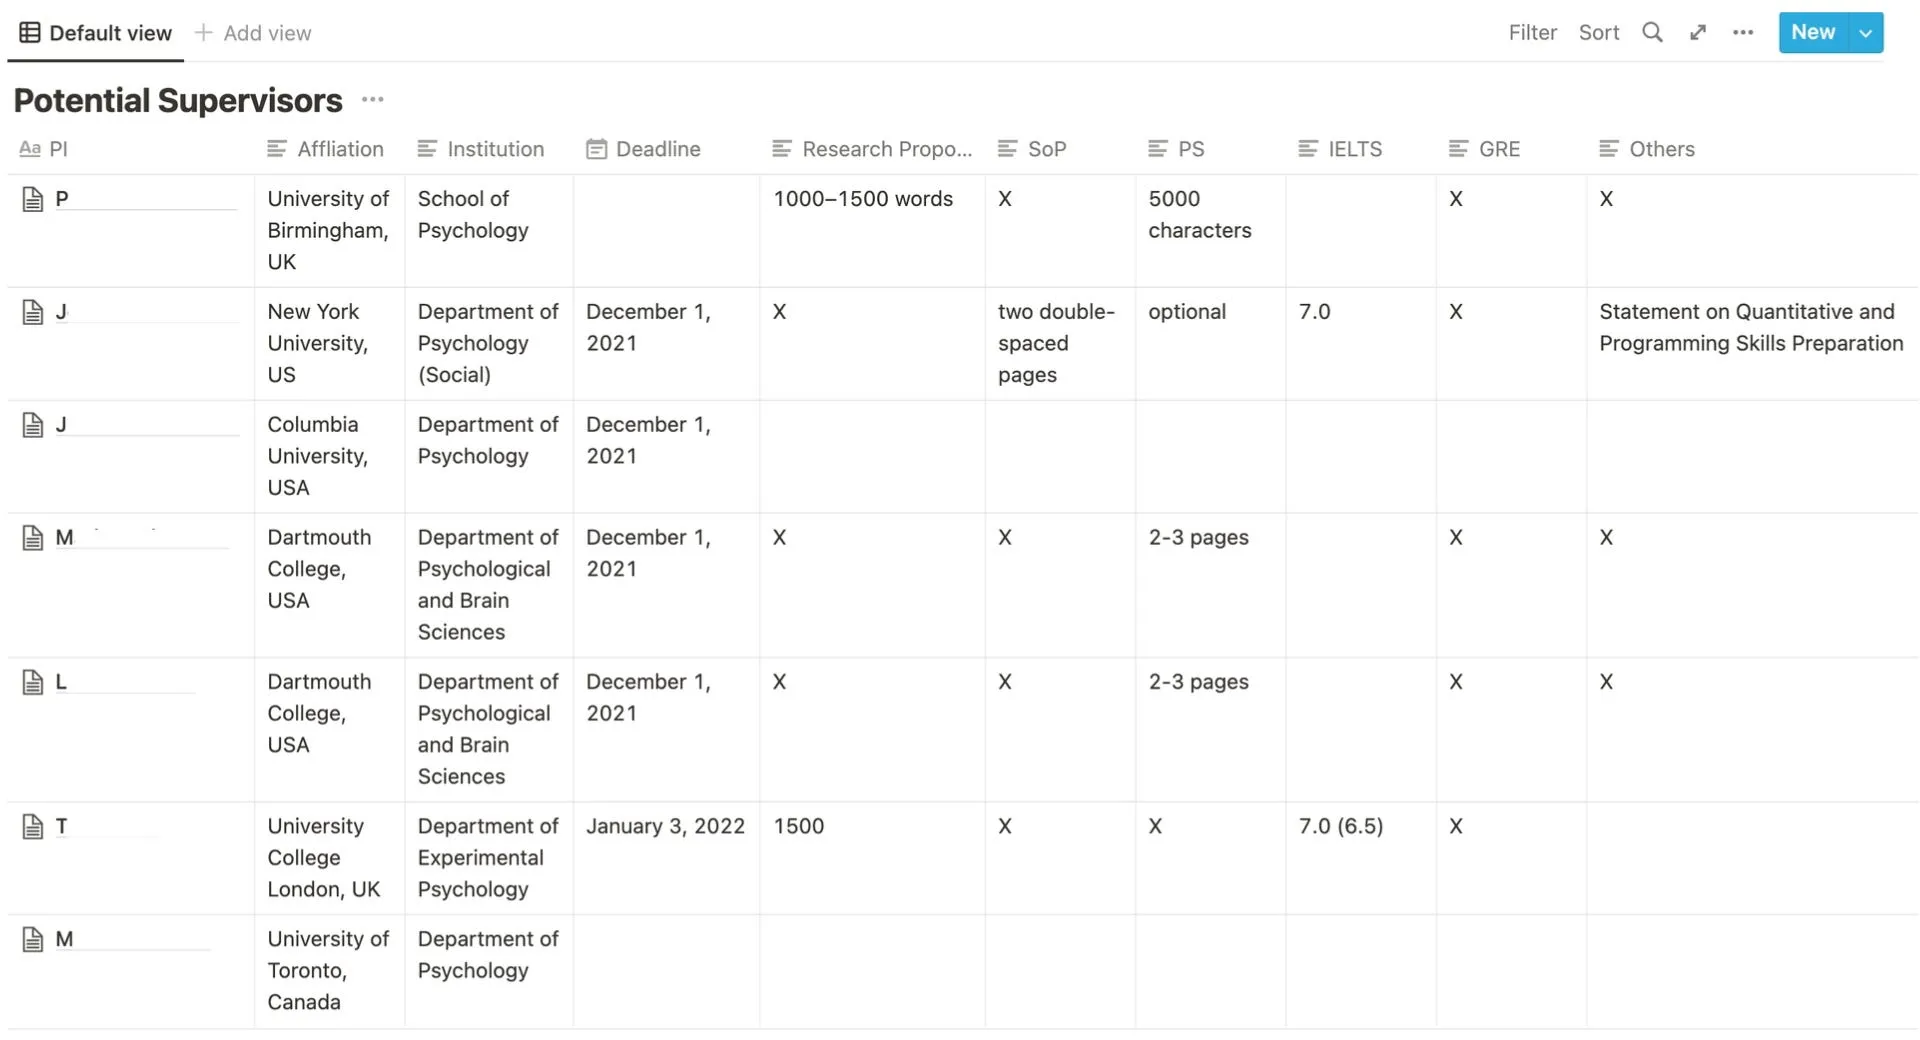 Default view Add view Filter Sort New
Potential Supervisors
Aa PI Affliation Institution Deadline Research Propo... SoP PS IELTS GRE Others
P University of School of 1000–1500 words X 5000 X X
Birmingham, Psychology characters
UK
J New York Department of December 1, X two double- optional 7.0 X Statement on Quantitative and
University, Psychology 2021 spaced Programming Skills Preparation
US (Social) pages
J Columbia Department of December 1,
University, Psychology 2021
USA
M Dartmouth Department of December 1, X X 2-3 pages X X
College, Psychological 2021
USA and Brain
Sciences
L Dartmouth Department of December 1, X X 2-3 pages X X
College, Psychological 2021
USA and Brain
Sciences
T University Department of January 3, 2022 1500 X X 7.0 (6.5) X
College Experimental
London, UK Psychology
M University of Department of
Toronto, Psychology
Canada